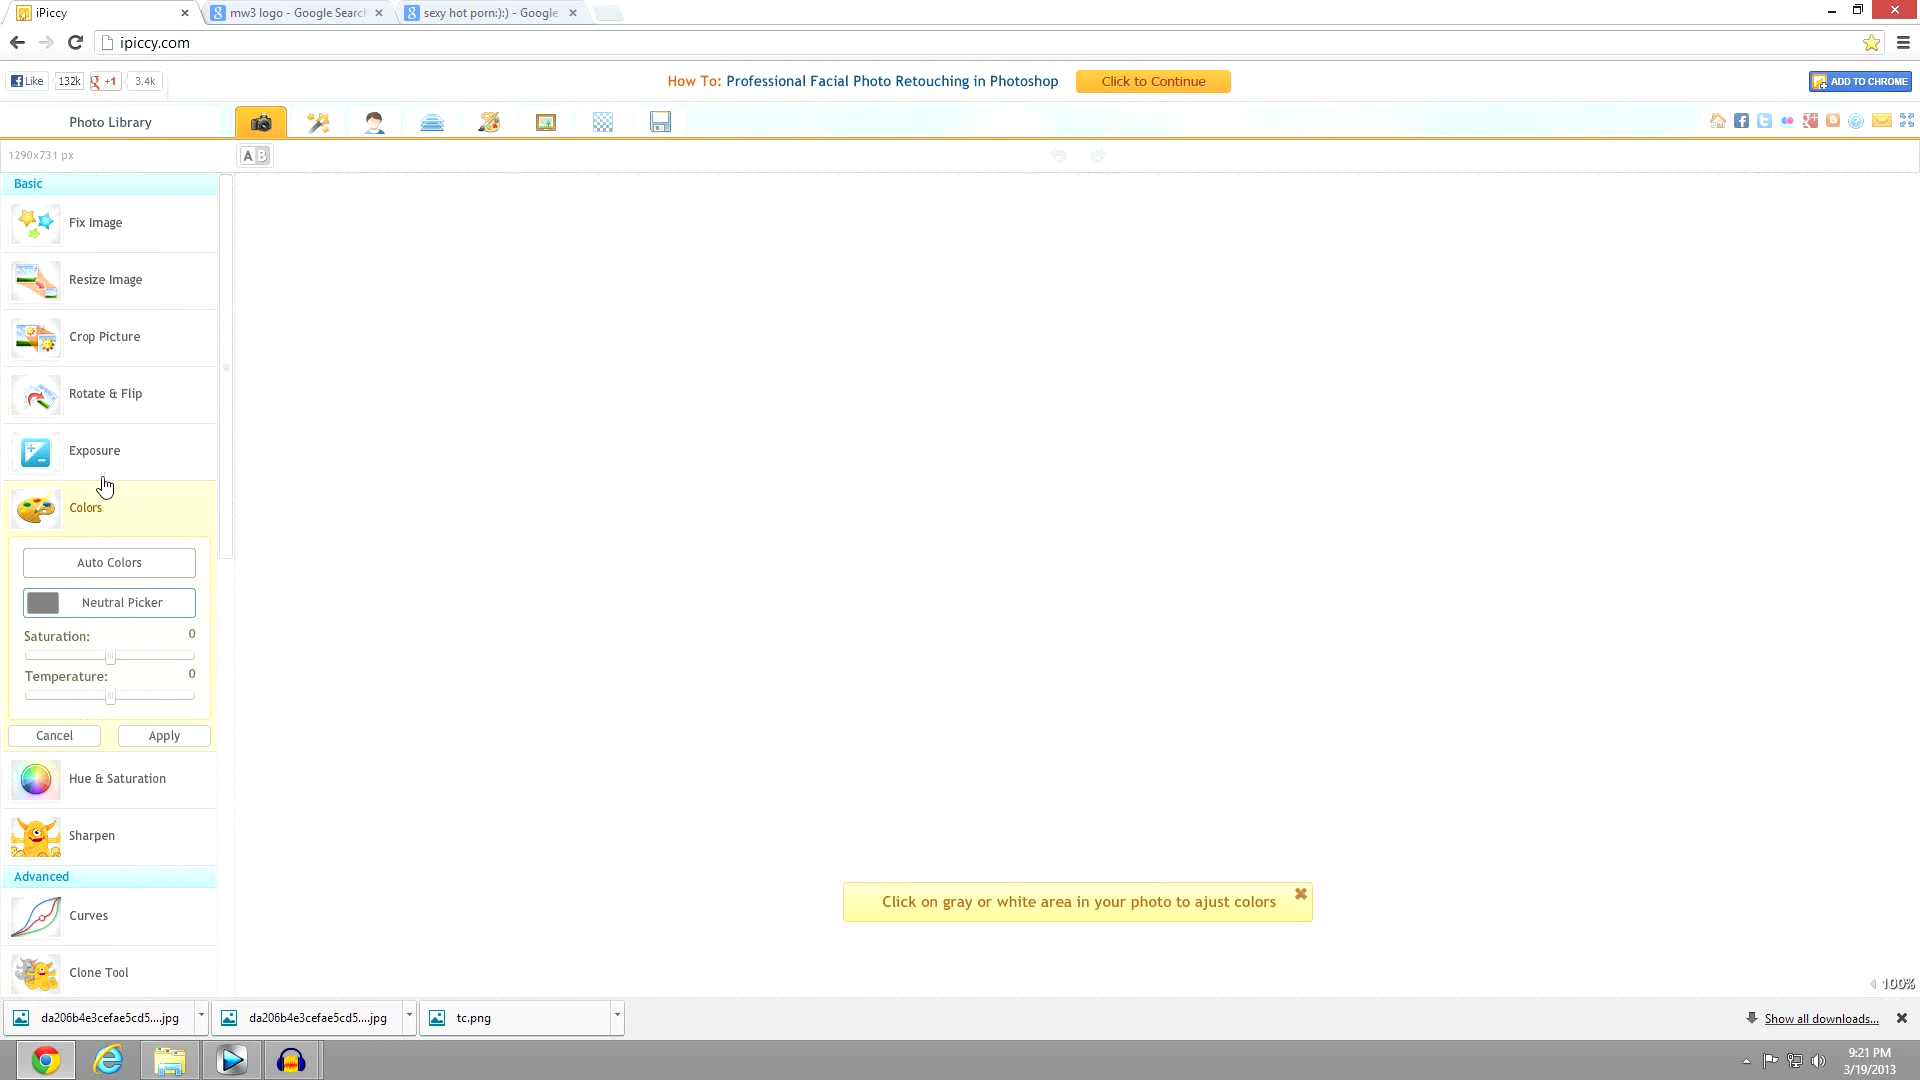 iPiccy
mw3 logo - Google Searc
sexy hot porn:):) - Google
ipiccy.com
Like
132k
+1
3.4k
How To: Professional Facial Photo Retouching in Photoshop
Click to Continue
ADD TO CHROME
Photo Library
1290x731 px
A B
Basic
Fix Image
Resize Image
Crop Picture
Rotate & Flip
Exposure
Colors
Auto Colors
Neutral Picker
Saturation: 0
Temperature: 0
Cancel
Apply
Hue & Saturation
Sharpen
Advanced
Curves
Clone Tool
Click on gray or white area in your photo to ajust colors
100%
da206b4e3cefae5cd5....jpg
da206b4e3cefae5cd5....jpg
tc.png
Show all downloads...
9:21 PM
3/19/2013